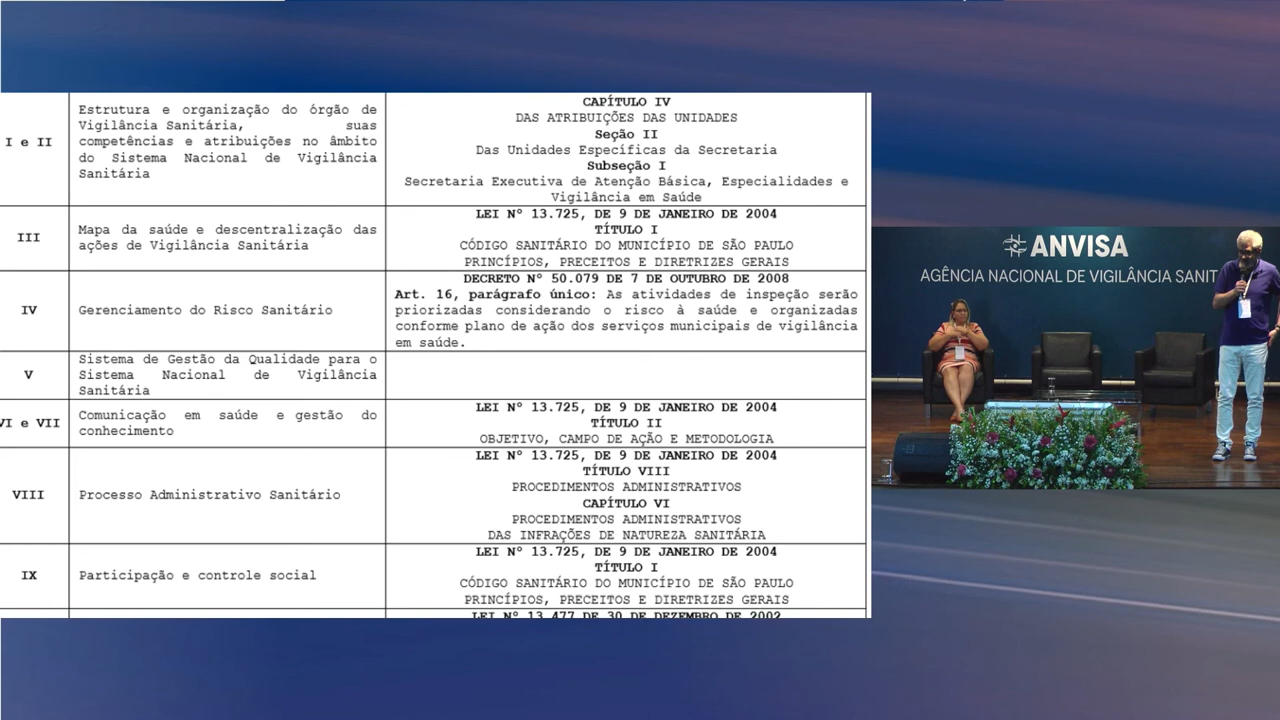 I e II
Estrutura e organização do órgão de
Vigilância Sanitária, suas
competências e atribuições no âmbito
do Sistema Nacional de Vigilância
Sanitária
CAPÍTULO IV
DAS ATRIBUIÇÕES DAS UNIDADES
Seção II
Das Unidades Específicas da Secretaria
Subseção I
Secretaria Executiva de Atenção Básica, Especialidades e
Vigilância em Saúde
III
Mapa da saúde e descentralização das
ações de Vigilância Sanitária
LEI Nº 13.725, DE 9 DE JANEIRO DE 2004
TÍTULO I
CÓDIGO SANITÁRIO DO MUNICÍPIO DE SÃO PAULO
PRINCÍPIOS, PRECEITOS E DIRETRIZES GERAIS
IV
Gerenciamento do Risco Sanitário
DECRETO Nº 50.079 DE 7 DE OUTUBRO DE 2008
Art. 16, parágrafo único: As atividades de inspeção serão
priorizadas considerando o risco à saúde e organizadas
conforme plano de ação dos serviços municipais de vigilância
em saúde.
V
Sistema de Gestão da Qualidade para o
Sistema Nacional de Vigilância
Sanitária
VI e VII
Comunicação em saúde e gestão do
conhecimento
LEI Nº 13.725, DE 9 DE JANEIRO DE 2004
TÍTULO II
OBJETIVO, CAMPO DE AÇÃO E METODOLOGIA
VIII
Processo Administrativo Sanitário
LEI Nº 13.725, DE 9 DE JANEIRO DE 2004
TÍTULO VIII
PROCEDIMENTOS ADMINISTRATIVOS
CAPÍTULO VI
PROCEDIMENTOS ADMINISTRATIVOS
DAS INFRAÇÕES DE NATUREZA SANITÁRIA
IX
Participação e controle social
LEI Nº 13.725, DE 9 DE JANEIRO DE 2004
TÍTULO I
CÓDIGO SANITÁRIO DO MUNICÍPIO DE SÃO PAULO
PRINCÍPIOS, PRECEITOS E DIRETRIZES GERAIS
LEI Nº 13.477 DE 30 DE DEZEMBRO DE 2002
ANVISA
AGÊNCIA NACIONAL DE VIGILÂNCIA SANIT